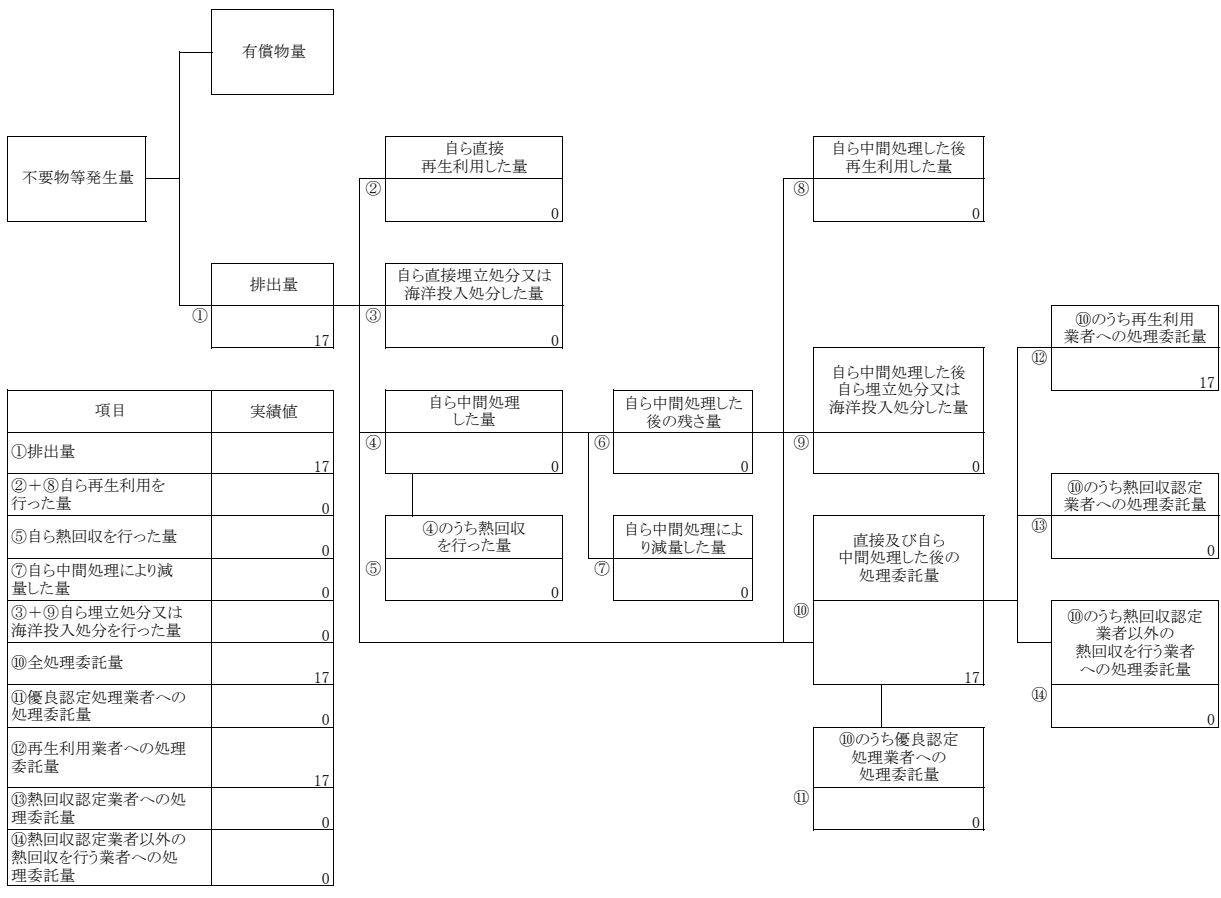 有償物量
不要物等発生量
排出量
①
17
自ら直接
再生利用した量
②
0
自ら直接埋立処分又は
海洋投入処分した量
③
0
自ら中間処理
した量
④
0
④のうち熱回収
を行った量
⑤
0
自ら中間処理した
後の残さ量
⑥
0
自ら中間処理によ
り減量した量
⑦
0
自ら中間処理した後
再生利用した量
⑧
0
自ら中間処理した後
自ら埋立処分又は
海洋投入処分した量
⑨
0
直接及び自ら
中間処理した後の
処理委託量
⑩
17
⑩のうち優良認定
処理業者への
処理委託量
⑪
0
⑩のうち再生利用
業者への処理委託量
⑫
17
⑩のうち熱回収認定
業者への処理委託量
⑬
0
⑩のうち熱回収認定
業者以外の
熱回収を行う業者
への処理委託量
⑭
0
項目 実績値
①排出量
17
②＋⑧自ら再生利用を
行った量
0
⑤自ら熱回収を行った量
0
⑦自ら中間処理により減
量した量
0
③＋⑨自ら埋立処分又は
海洋投入処分を行った量
0
⑩全処理委託量
17
⑪優良認定処理業者への
処理委託量
0
⑫再生利用業者への処理
委託量
17
⑬熱回収認定業者への処
理委託量
0
⑭熱回収認定業者以外の
熱回収を行う業者への処
理委託量
0